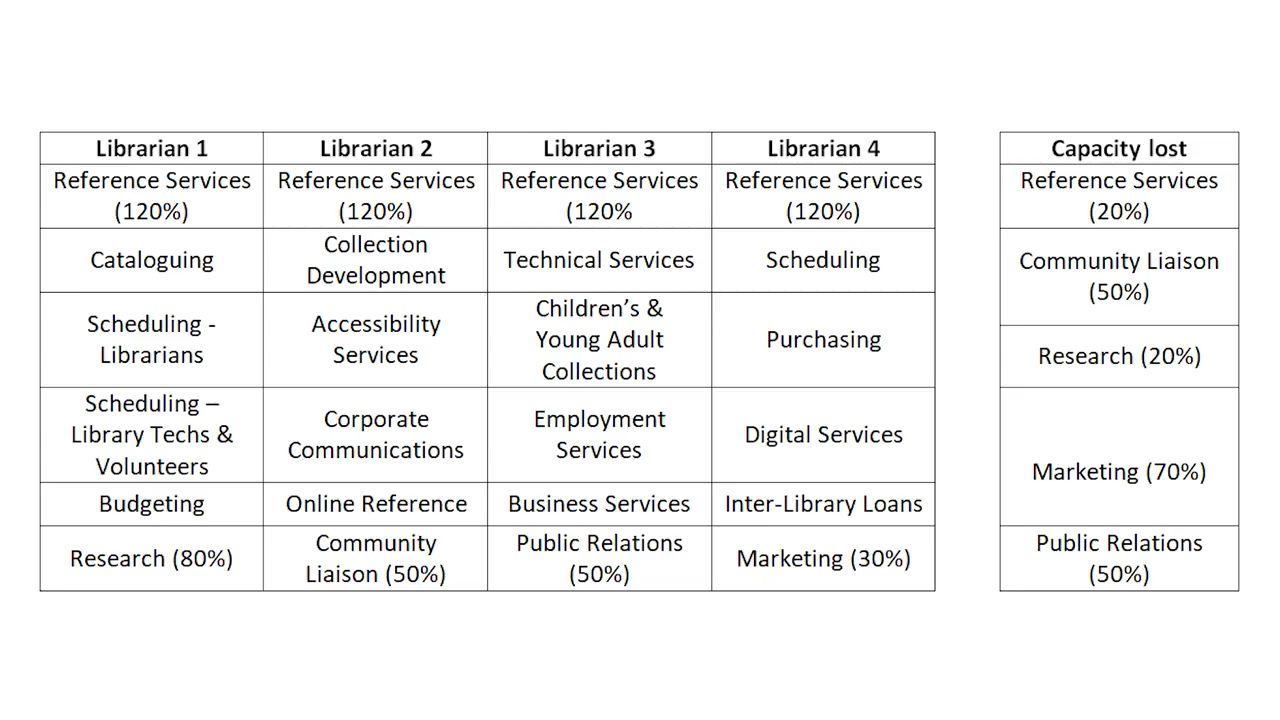 Librarian 1 Librarian 2 Librarian 3 Librarian 4 Capacity lost
Reference Services Reference Services Reference Services Reference Services Reference Services
(120%) (120%) (120% (120%) (20%)
Cataloguing
Collection
Development
Technical Services
Scheduling
Community Liaison
(50%)
Scheduling -
Librarians
Accessibility
Services
Children’s &
Young Adult
Collections
Purchasing
Research (20%)
Scheduling –
Library Techs &
Volunteers
Corporate
Communications
Employment
Services
Digital Services
Marketing (70%)
Budgeting Online Reference Business Services Inter-Library Loans
Research (80%)
Community
Liaison (50%)
Public Relations
(50%)
Marketing (30%)
Public Relations
(50%)